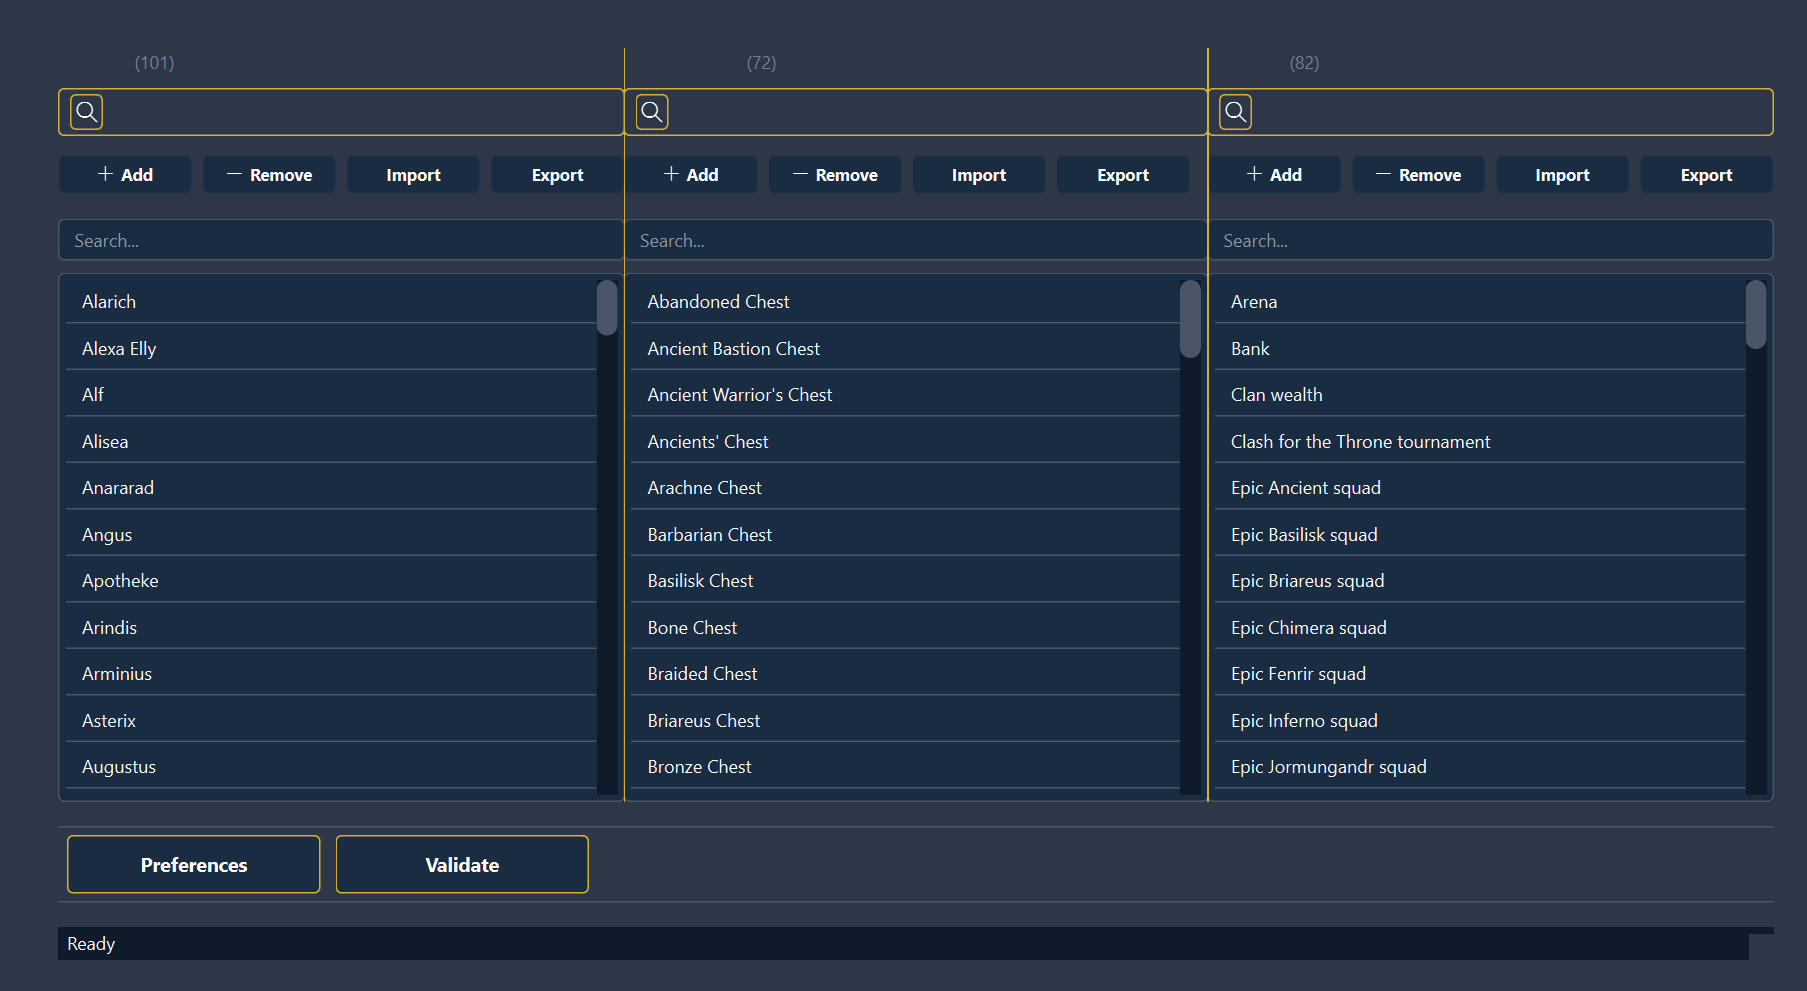 (101)
+ Add − Remove Import Export
Search...
Alarich
Alexa Elly
Alf
Alisea
Anararad
Angus
Apotheke
Arindis
Arminius
Asterix
Augustus
(72)
+ Add − Remove Import Export
Search...
Abandoned Chest
Ancient Bastion Chest
Ancient Warrior's Chest
Ancients' Chest
Arachne Chest
Barbarian Chest
Basilisk Chest
Bone Chest
Braided Chest
Briareus Chest
Bronze Chest
(82)
+ Add − Remove Import Export
Search...
Arena
Bank
Clan wealth
Clash for the Throne tournament
Epic Ancient squad
Epic Basilisk squad
Epic Briareus squad
Epic Chimera squad
Epic Fenrir squad
Epic Inferno squad
Epic Jormungandr squad
Preferences Validate
Ready